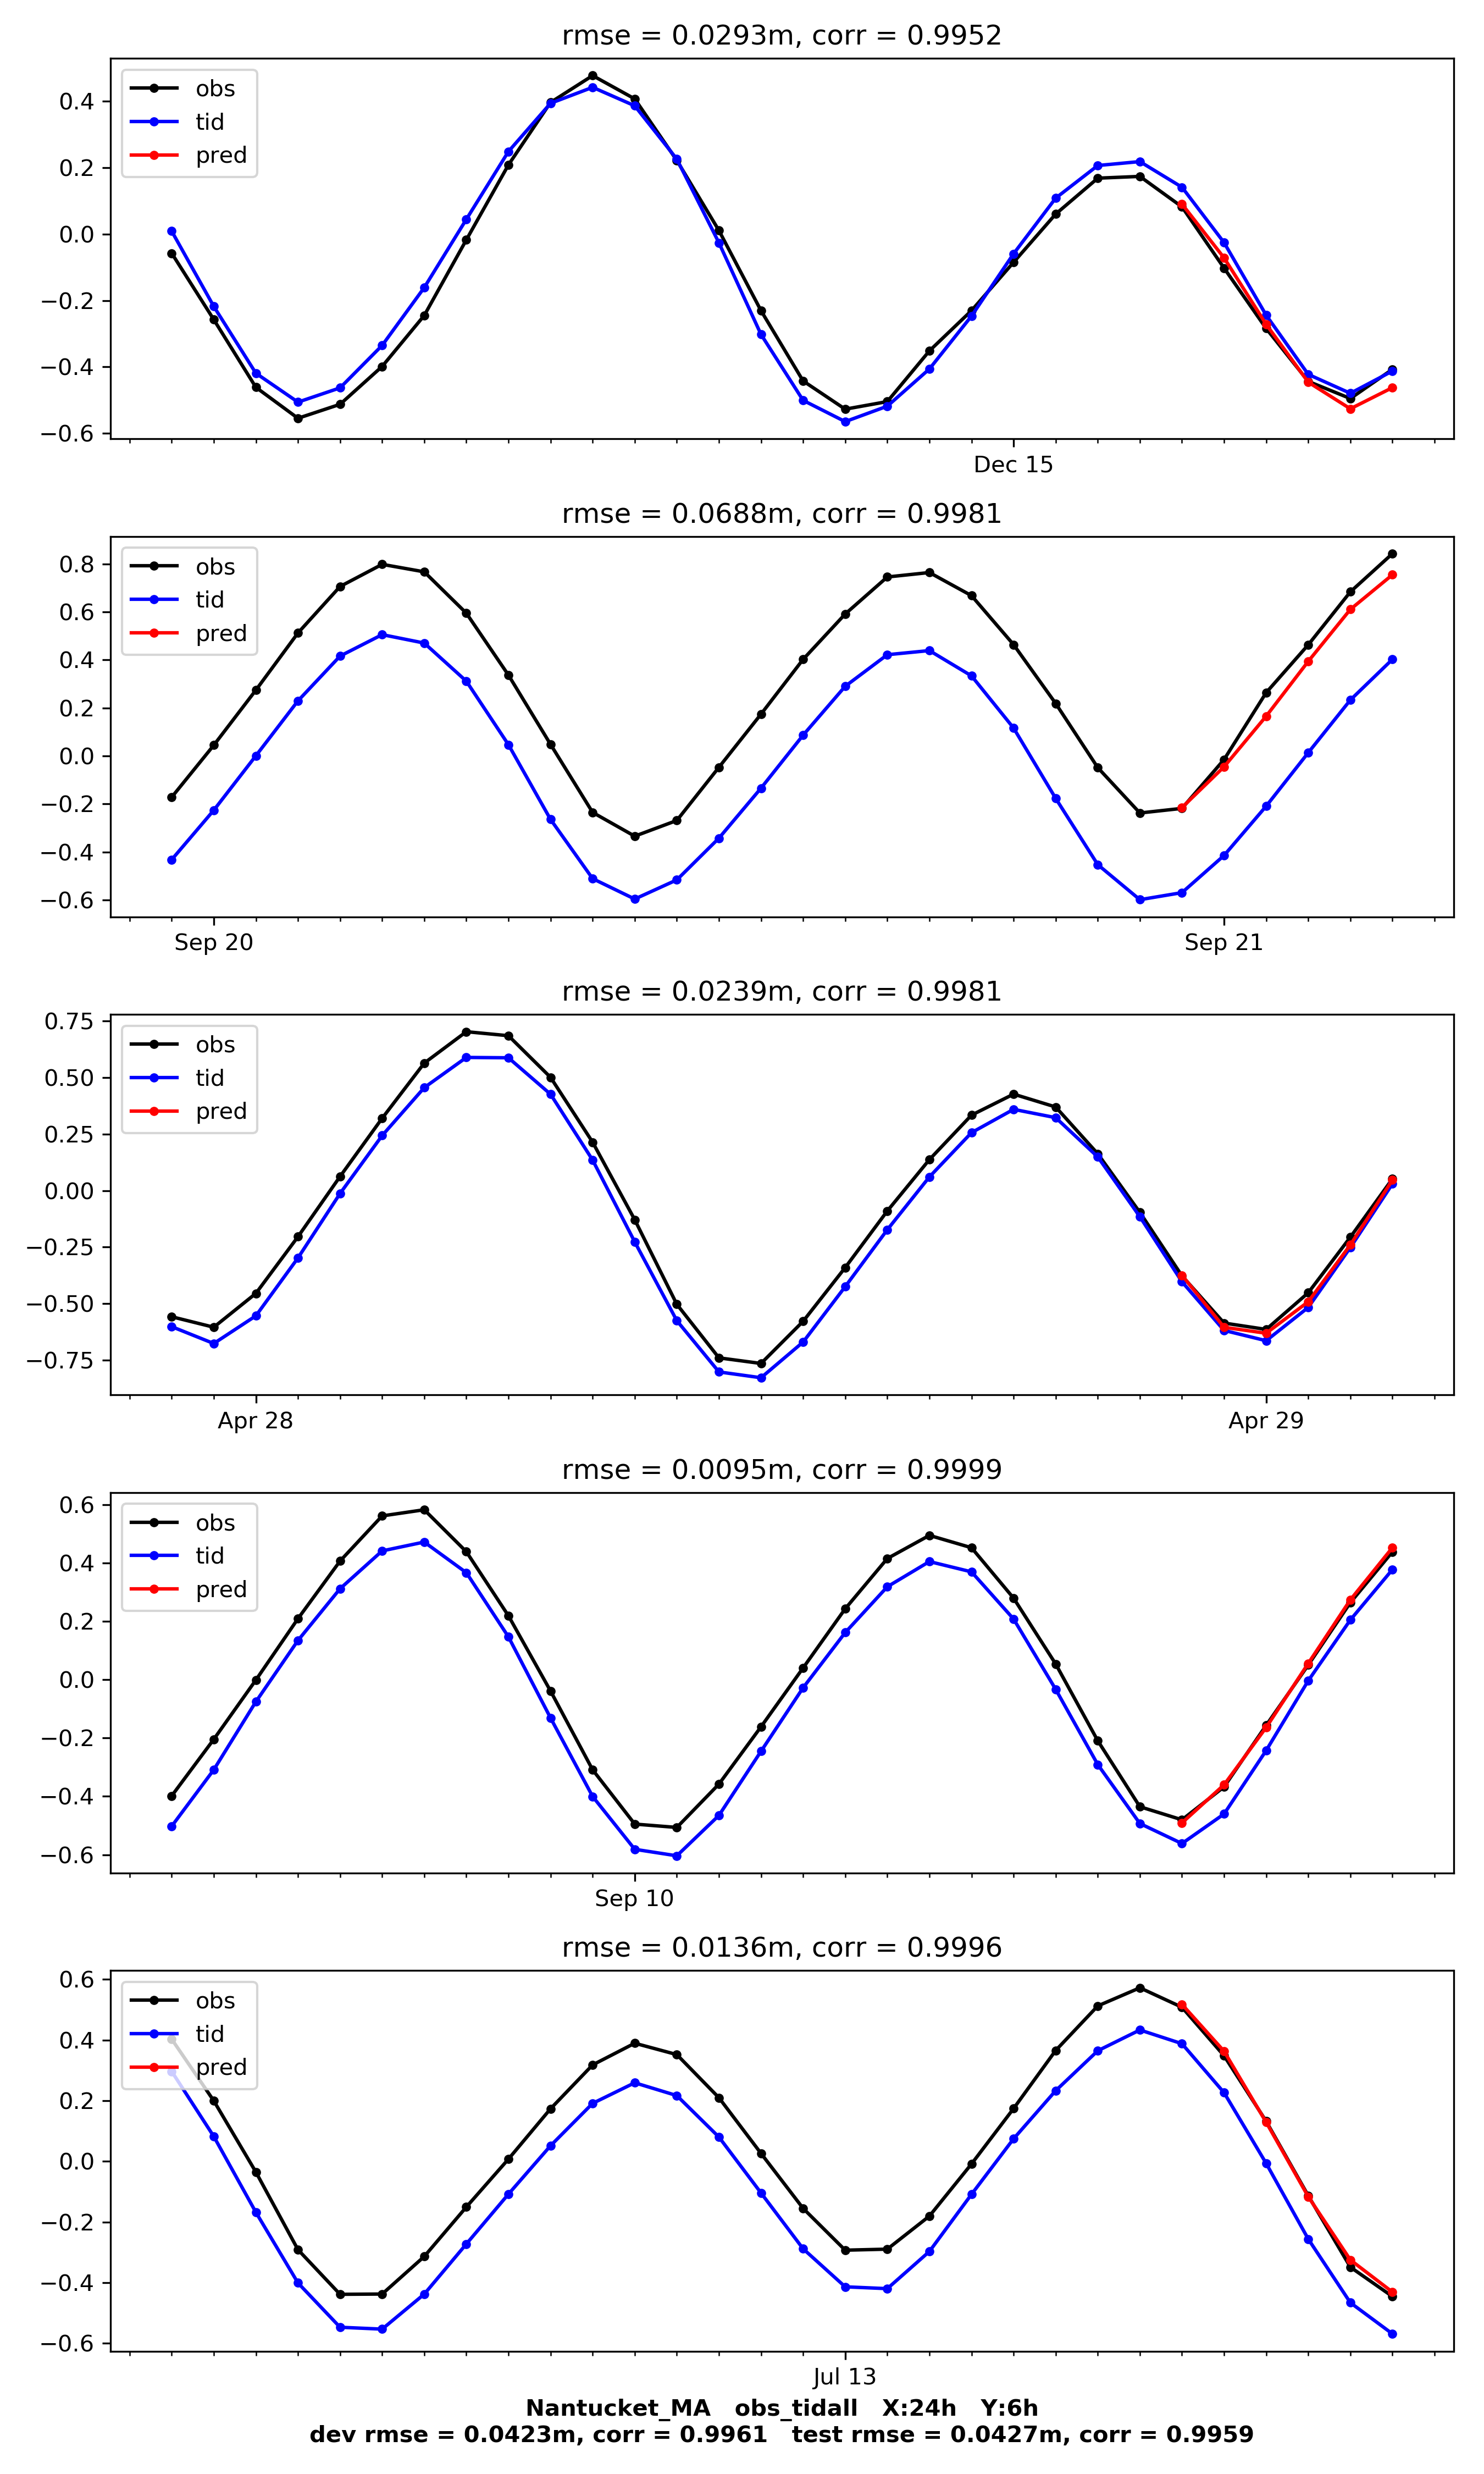 rmse = 0.0293m, corr = 0.9952
obs
tid
pred
0.4
0.2
0.0
−0.2
−0.4
−0.6
Dec 15
rmse = 0.0688m, corr = 0.9981
obs
tid
pred
0.8
0.6
0.4
0.2
0.0
−0.2
−0.4
−0.6
Sep 20 Sep 21
rmse = 0.0239m, corr = 0.9981
obs
tid
pred
0.75
0.50
0.25
0.00
−0.25
−0.50
−0.75
Apr 28 Apr 29
rmse = 0.0095m, corr = 0.9999
obs
tid
pred
0.6
0.4
0.2
0.0
−0.2
−0.4
−0.6
Sep 10
rmse = 0.0136m, corr = 0.9996
obs
tid
pred
0.6
0.4
0.2
0.0
−0.2
−0.4
−0.6
Jul 13
Nantucket_MA obs_tidall X:24h Y:6h
dev rmse = 0.0423m, corr = 0.9961 test rmse = 0.0427m, corr = 0.9959